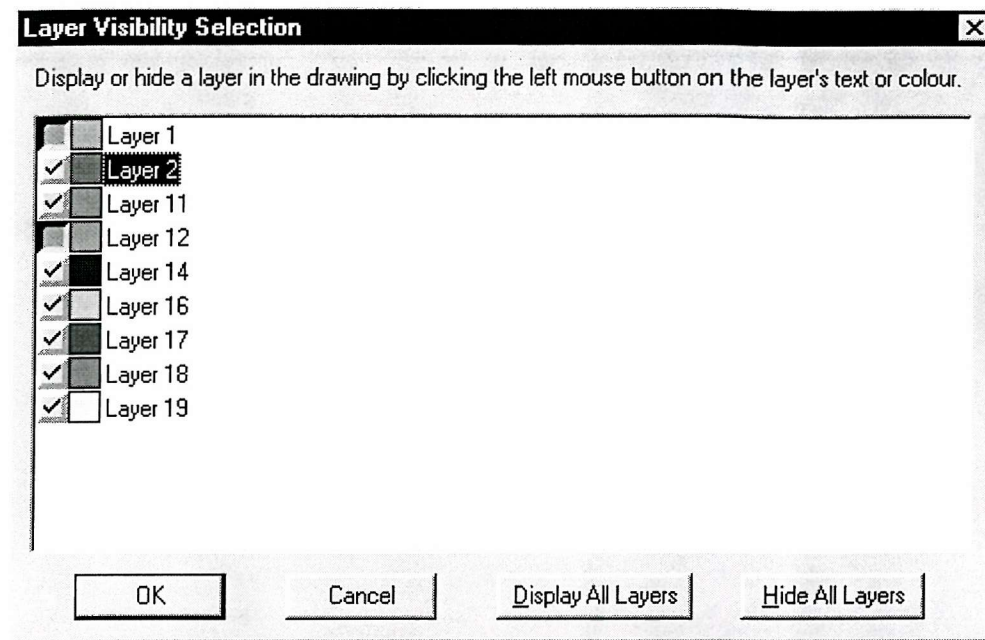 Layer Visibility Selection
Display or hide a layer in the drawing by clicking the left mouse button on the layer's text or colour.
Layer 1
Layer 2
Layer 11
Layer 12
Layer 14
Layer 16
Layer 17
Layer 18
Layer 19
OK Cancel Display All Layers Hide All Layers